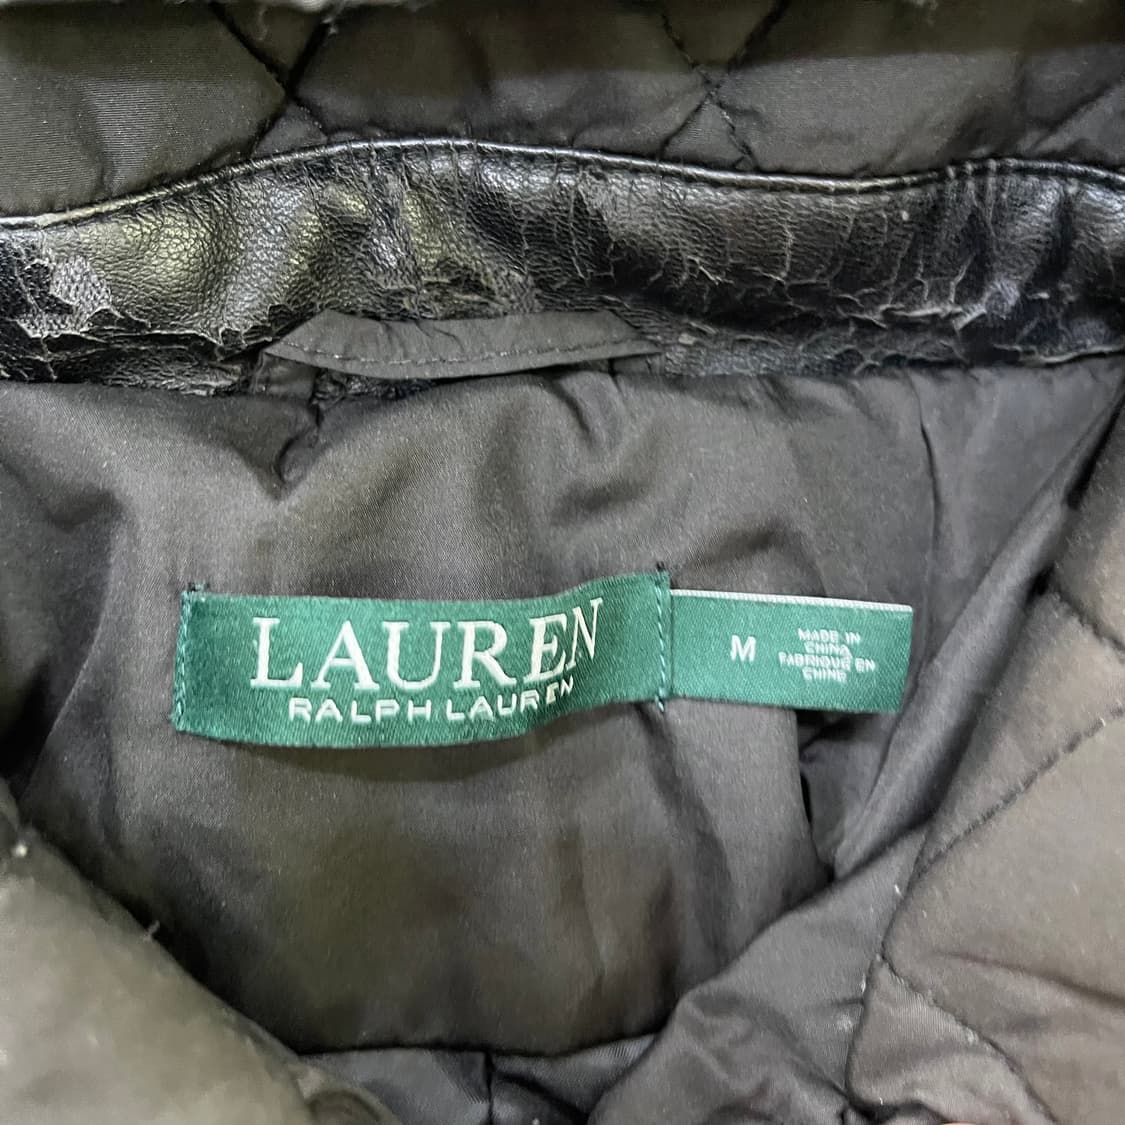 LAUREN
RALPH LAUREN
M
MADE IN
CHINA
FABRIQUÉ EN
CHINE